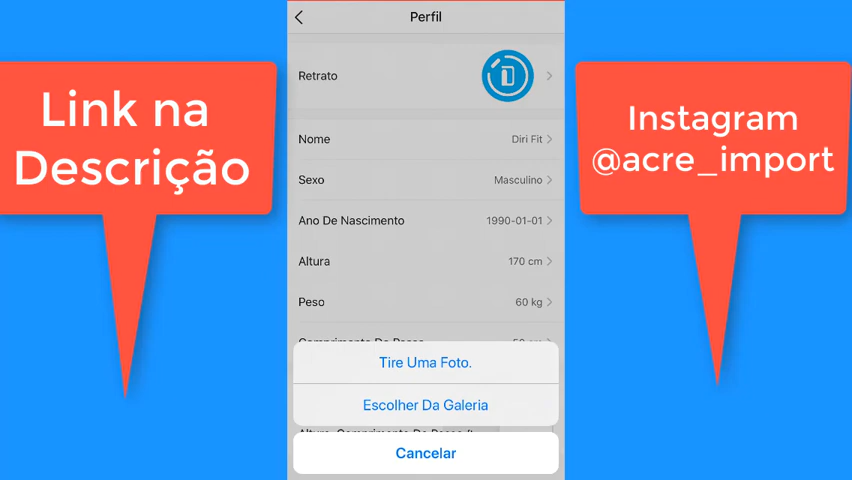 Perfil
Link na
Descrição
Instagram
@acre_import
Retrato
Nome
Diri Fit
Sexo
Masculino
Ano De Nascimento
1990-01-01
Altura
170 cm
Peso
60 kg
Tire Uma Foto.
Escolher Da Galeria
Cancelar